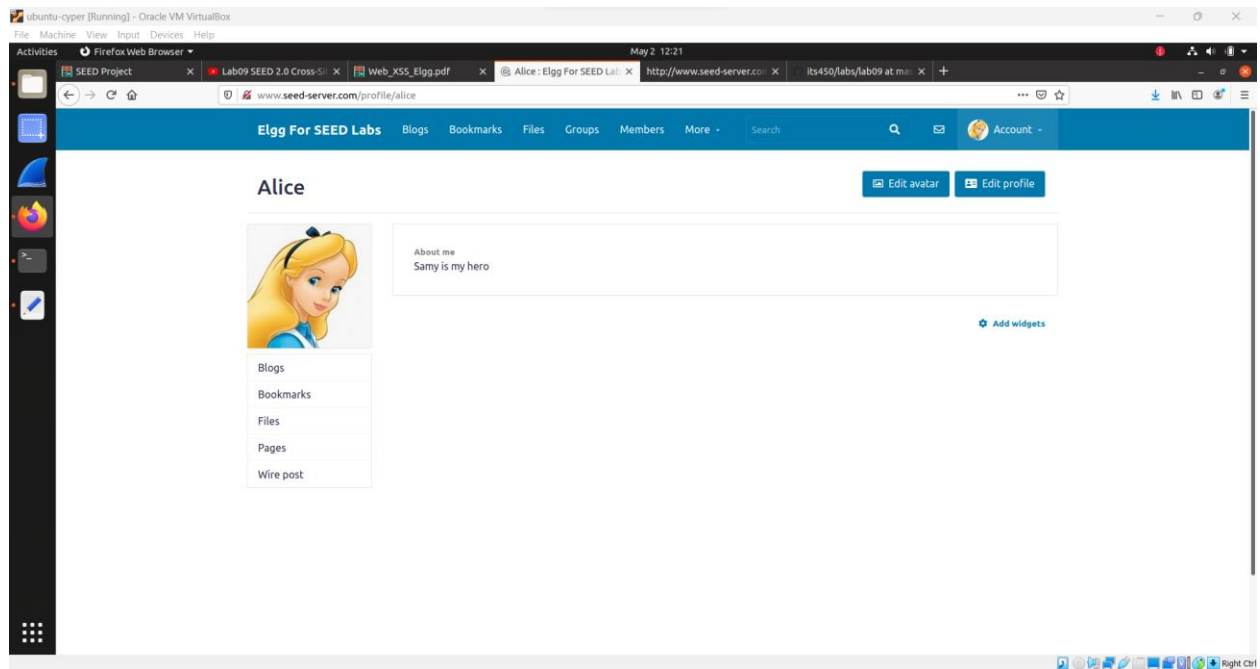 ubuntu-cyper [Running] - Oracle VM VirtualBox
File Machine View Input Devices Help
Activities Firefox Web Browser May 2 12:21
SEED Project Lab09 SEED 2.0 Cross-Sit Web_XSS_Elgg.pdf Alice : Elgg For SEED Lab http://www.seed-server.com its450/labs/lab09 at mas
www.seed-server.com/profile/alice
Elgg For SEED Labs Blogs Bookmarks Files Groups Members More Search Account
Alice Edit avatar Edit profile
About me
Samy is my hero
Add widgets
Blogs
Bookmarks
Files
Pages
Wire post
Right Ctrl